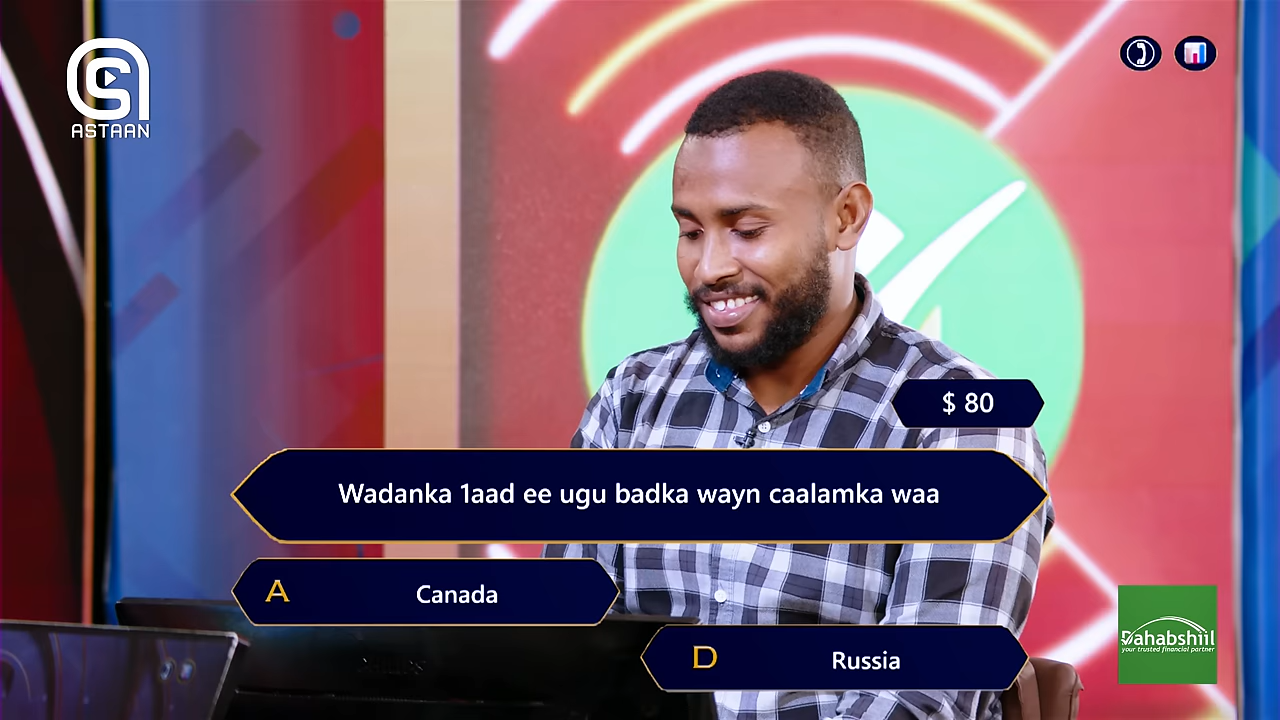 ASTAAN
$ 80
Wadanka 1aad ee ugu badka wayn caalamka waa
A Canada
D Russia
Dahabshiil
your trusted financial partner